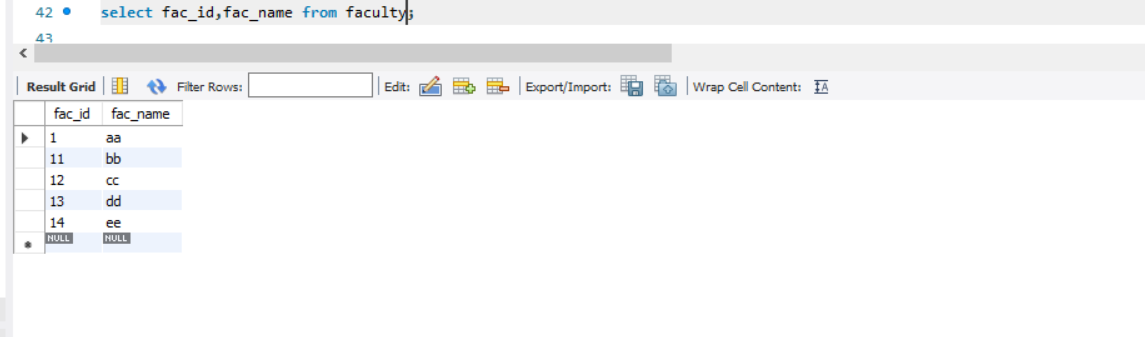 42 select fac_id,fac_name from faculty;
43
Result Grid Filter Rows: Edit: Export/Import: Wrap Cell Content: IA
fac_id fac_name
1 aa
11 bb
12 cc
13 dd
14 ee
NULL NULL